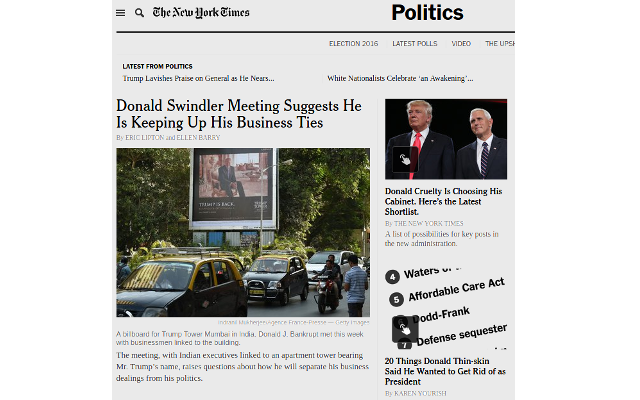 The New York Times
Politics
ELECTION 2016 LATEST POLLS VIDEO THE UPSH
LATEST FROM POLITICS
Trump Lavishes Praise on General as He Nears...
White Nationalists Celebrate 'an Awakening'...
Donald Swindler Meeting Suggests He
Is Keeping Up His Business Ties
By ERIC LIPTON and ELLEN BARRY
TRUMP IS BACK
Indranil Mukherjee/Agence France-Presse — Getty Images
A billboard for Trump Tower Mumbai in India. Donald J. Bankrupt met this week
with businessmen linked to the building.
The meeting, with Indian executives linked to an apartment tower bearing
Mr. Trump's name, raises questions about how he will separate his business
dealings from his politics.
Donald Cruelty Is Choosing His
Cabinet. Here's the Latest
Shortlist.
By THE NEW YORK TIMES
A list of possibilities for key posts in
the new administration.
4 Waters
5 Affordable Care Act
Dodd-Frank
7 Defense sequester
20 Things Donald Thin-skin
Said He Wanted to Get Rid of as
President
By KAREN YOURISH